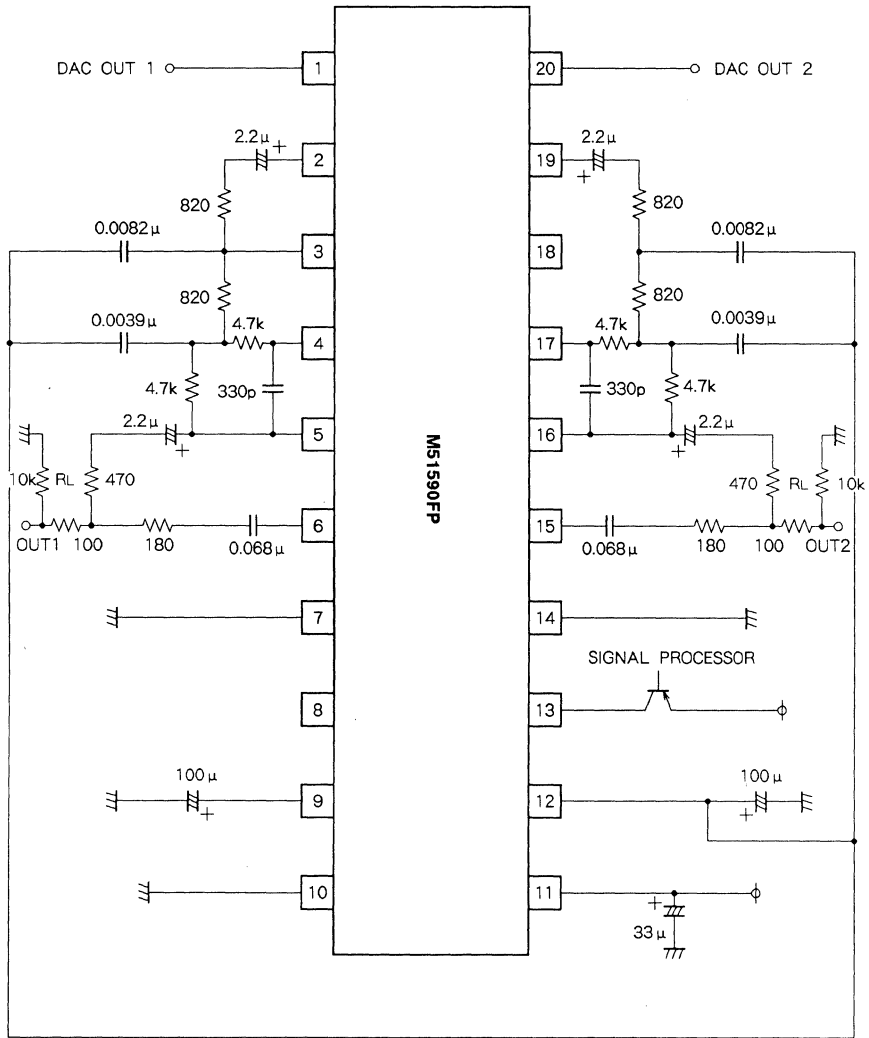 DAC OUT 1
1
20
DAC OUT 2
2.2μ
+
2
19
2.2μ
+
820
820
0.0082μ
3
18
0.0082μ
820
820
0.0039μ
4.7k
4
17
4.7k
0.0039μ
4.7k
330p
330p
4.7k
2.2μ
+
5
16
2.2μ
+
M51590FP
10k
RL
470
470
RL
10k
OUT1
100
180
0.068μ
6
15
0.068μ
180
100
OUT2
7
14
SIGNAL PROCESSOR
8
13
100μ
+
9
12
100μ
+
10
11
+
33μ